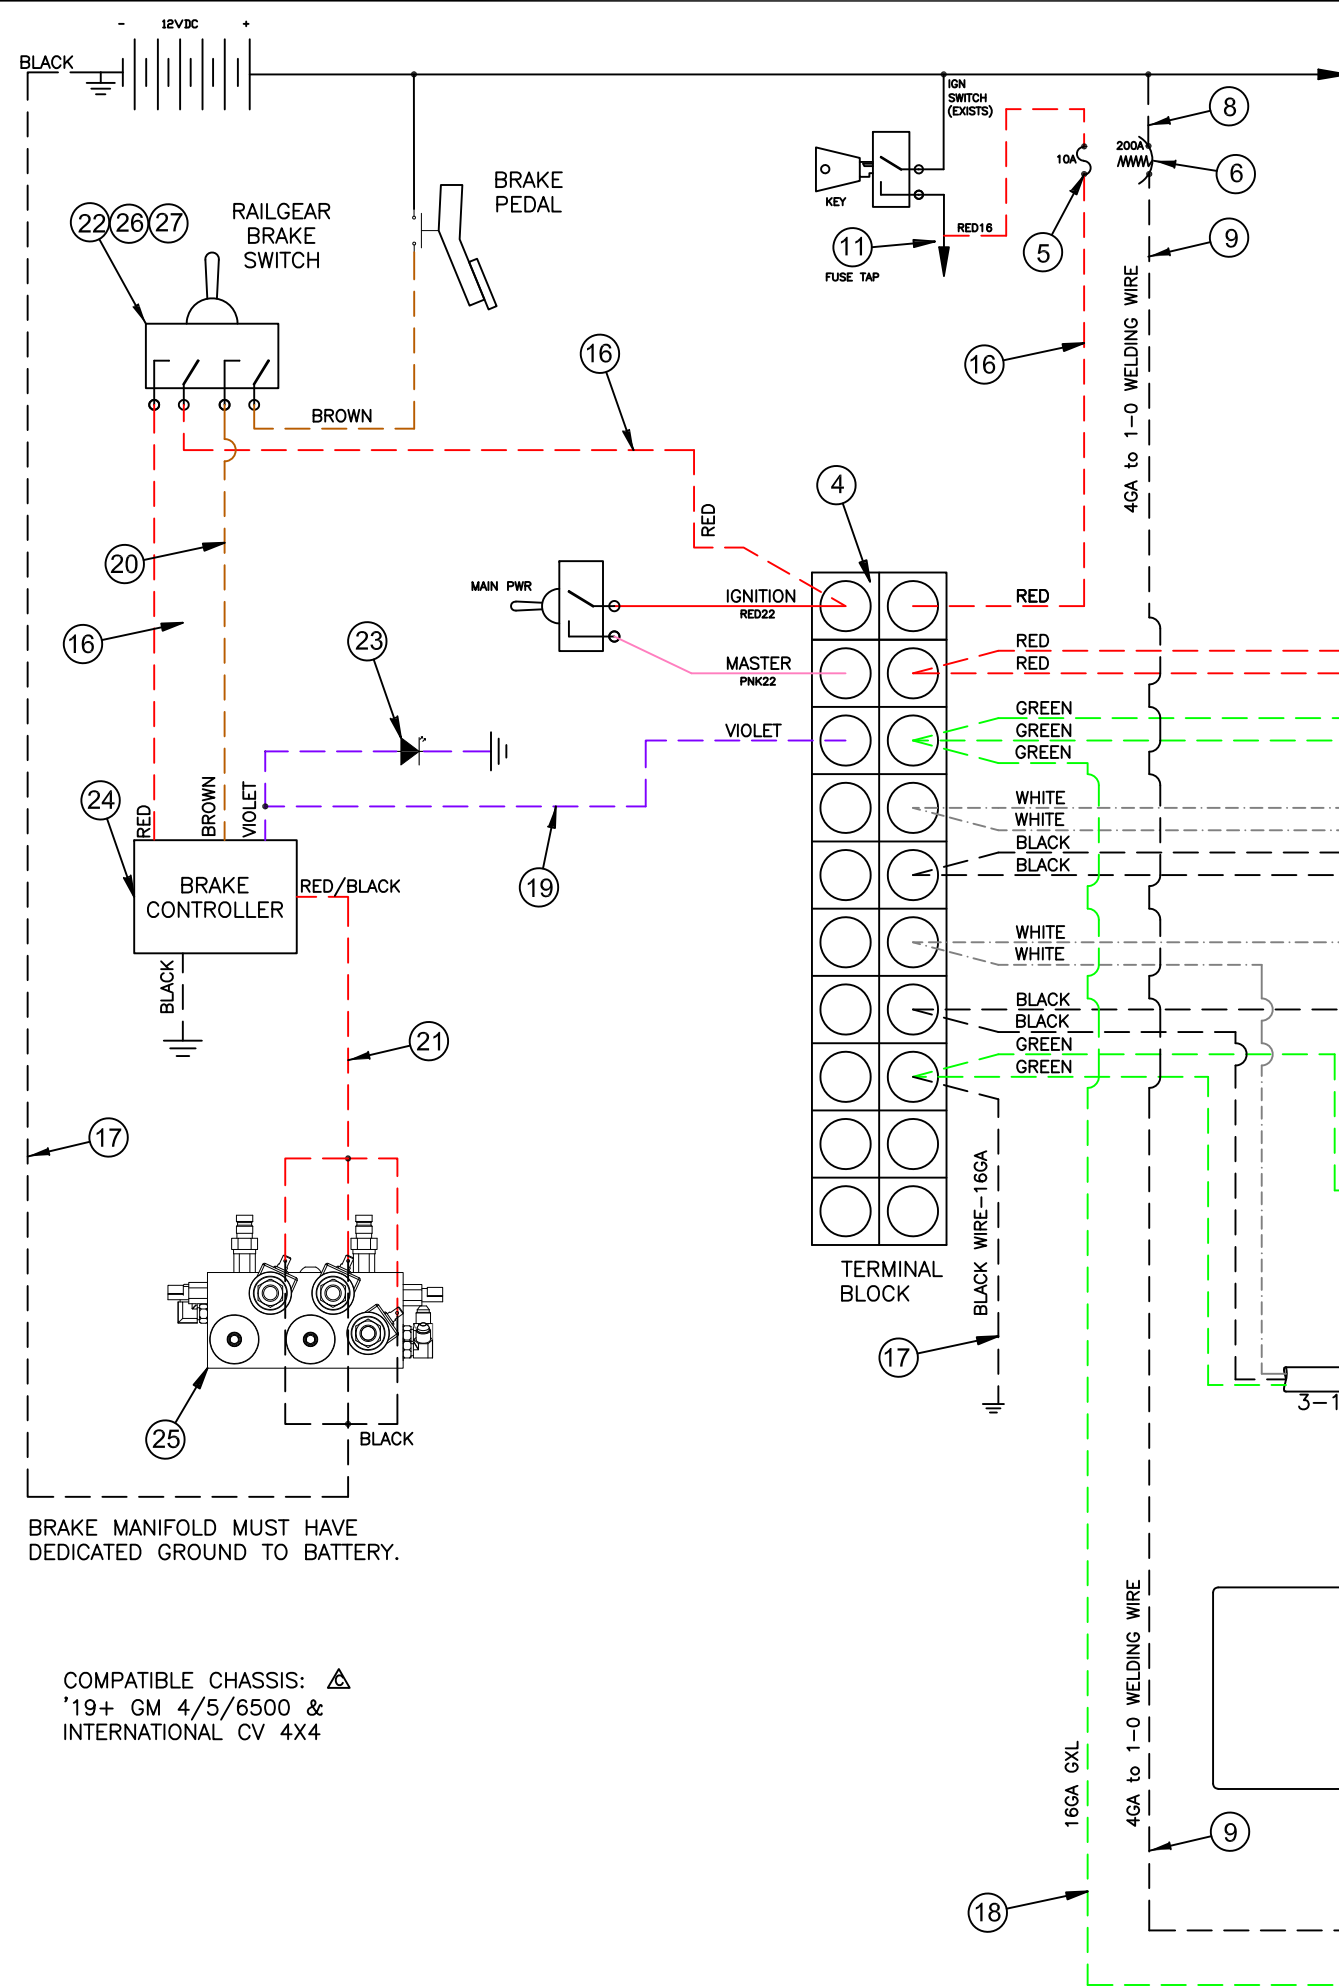 - 12VDC +
BLACK
IGN
SWITCH
(EXISTS)
8
200A
6
10A
KEY
RED16
11
FUSE TAP
5
9
BRAKE
PEDAL
RAILGEAR
BRAKE
SWITCH
22 26 27
4GA to 1-0 WELDING WIRE
16
16
BROWN
RED
4
20
16
MAIN PWR
IGNITION
RED22
RED
MASTER
PNK22
RED
RED
23
VIOLET
GREEN
GREEN
GREEN
24
RED
BROWN
VIOLET
19
WHITE
WHITE
BLACK
BLACK
BRAKE
CONTROLLER
RED/BLACK
BLACK
WHITE
WHITE
BLACK
BLACK
GREEN
GREEN
21
17
BLACK WIRE-16GA
TERMINAL
BLOCK
17
3-1
25
BLACK
BRAKE MANIFOLD MUST HAVE
DEDICATED GROUND TO BATTERY.
COMPATIBLE CHASSIS: C
'19+ GM 4/5/6500 &
INTERNATIONAL CV 4X4
16GA GXL
4GA to 1-0 WELDING WIRE
9
18